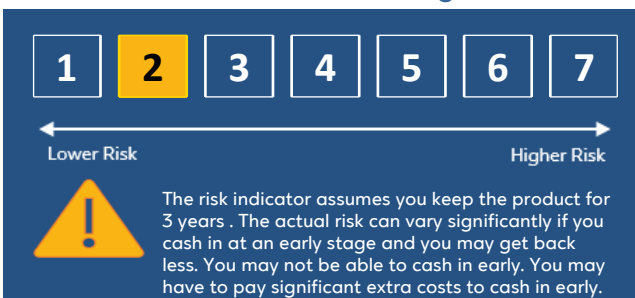 1 2 3 4 5 6 7
Lower Risk Higher Risk
The risk indicator assumes you keep the product for
3 years . The actual risk can vary significantly if you
cash in at an early stage and you may get back
less. You may not be able to cash in early. You may
have to pay significant extra costs to cash in early.